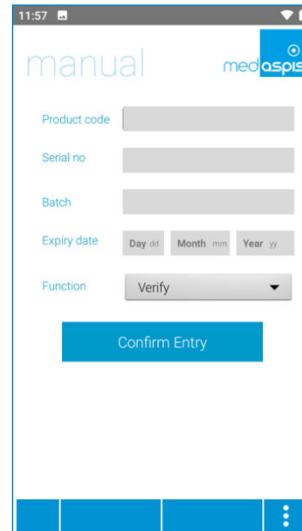 11:57
manual
medaspis
Product code
Serial no
Batch
Expiry date Day dd Month mm Year yy
Function Verify
Confirm Entry